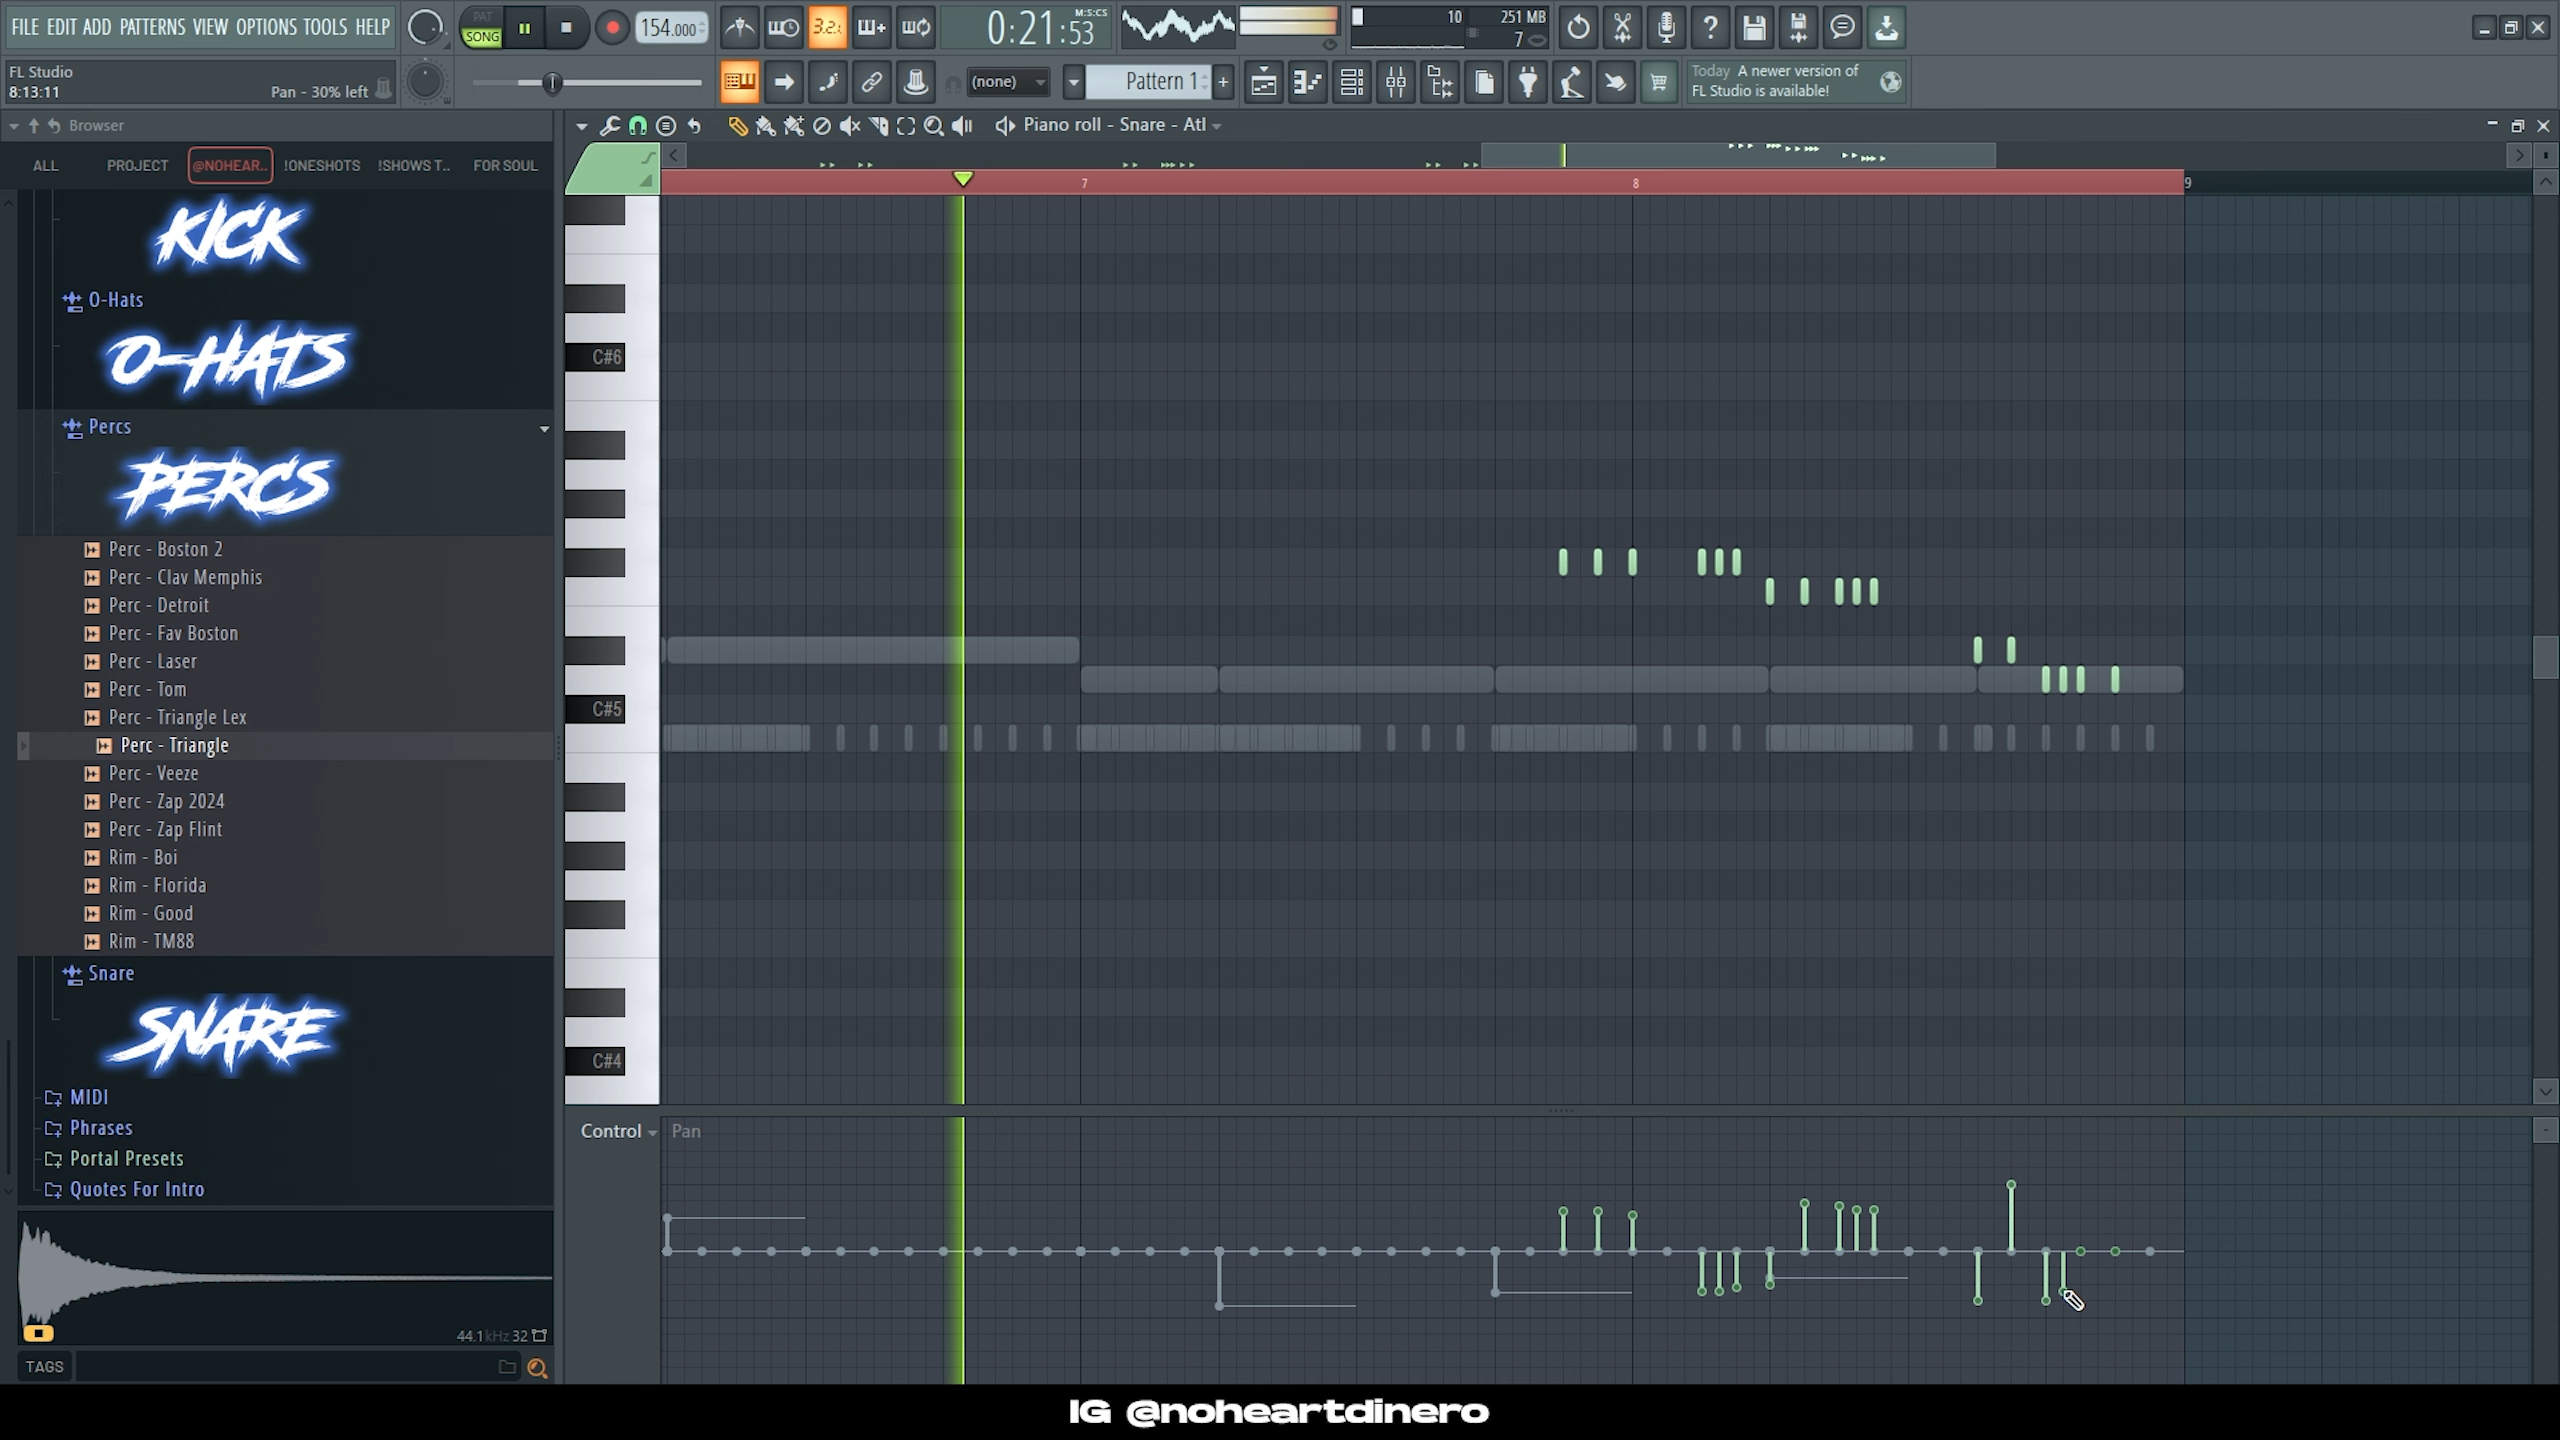 FILE EDIT ADD PATTERNS VIEW OPTIONS TOOLS HELP
PAT
SONG
154.000
3.2.
0:21:53
M:S:CS
10
251 MB
7
FL Studio
8:13:11
Pan - 30% left
(none)
Pattern 1
Today A newer version of
FL Studio is available!
Browser
ALL
PROJECT
@NOHEAR..
!ONESHOTS
!SHOWS T..
FOR SOUL
Piano roll - Snare - Atl
KICK
O-Hats
O-HATS
Percs
PERCS
Perc - Boston 2
Perc - Clav Memphis
Perc - Detroit
Perc - Fav Boston
Perc - Laser
Perc - Tom
Perc - Triangle Lex
Perc - Triangle
Perc - Veeze
Perc - Zap 2024
Perc - Zap Flint
Rim - Boi
Rim - Florida
Rim - Good
Rim - TM88
Snare
SNARE
MIDI
Phrases
Portal Presets
Quotes For Intro
44.1kHz 32
TAGS
7
8
9
C#6
C#5
C#4
Control
Pan
IG @noheartdinero